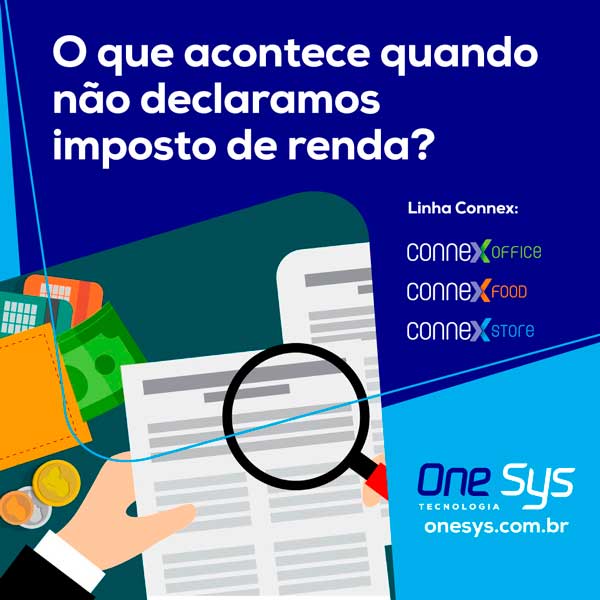 O que acontece quando
não declaramos
imposto de renda?
Linha Connex:
connex OFFICE
connex FOOD
connex STORE
One Sys
TECNOLOGIA
onesys.com.br